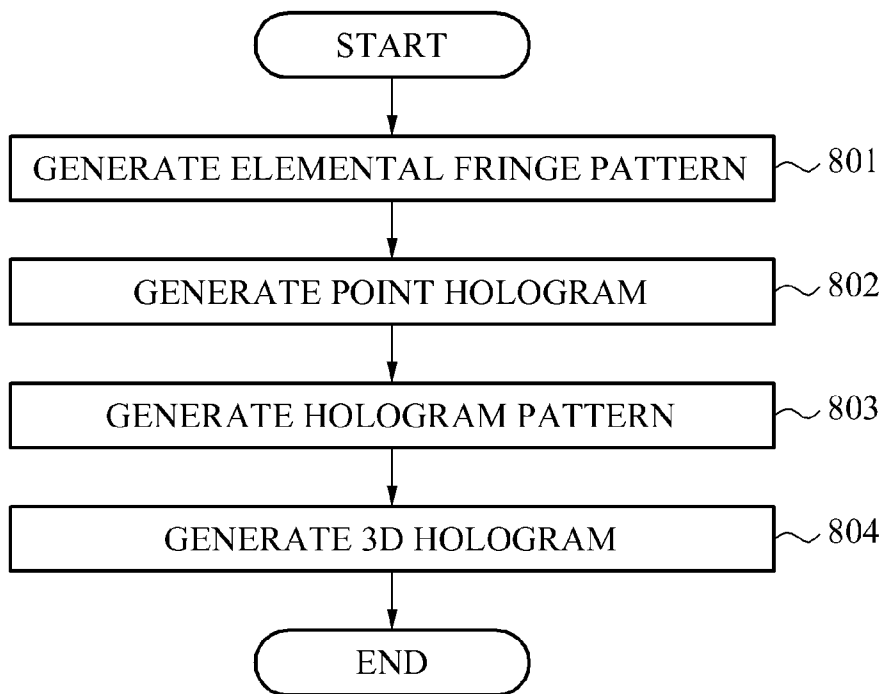 START
GENERATE ELEMENTAL FRINGE PATTERN 801
GENERATE POINT HOLOGRAM 802
GENERATE HOLOGRAM PATTERN 803
GENERATE 3D HOLOGRAM 804
END